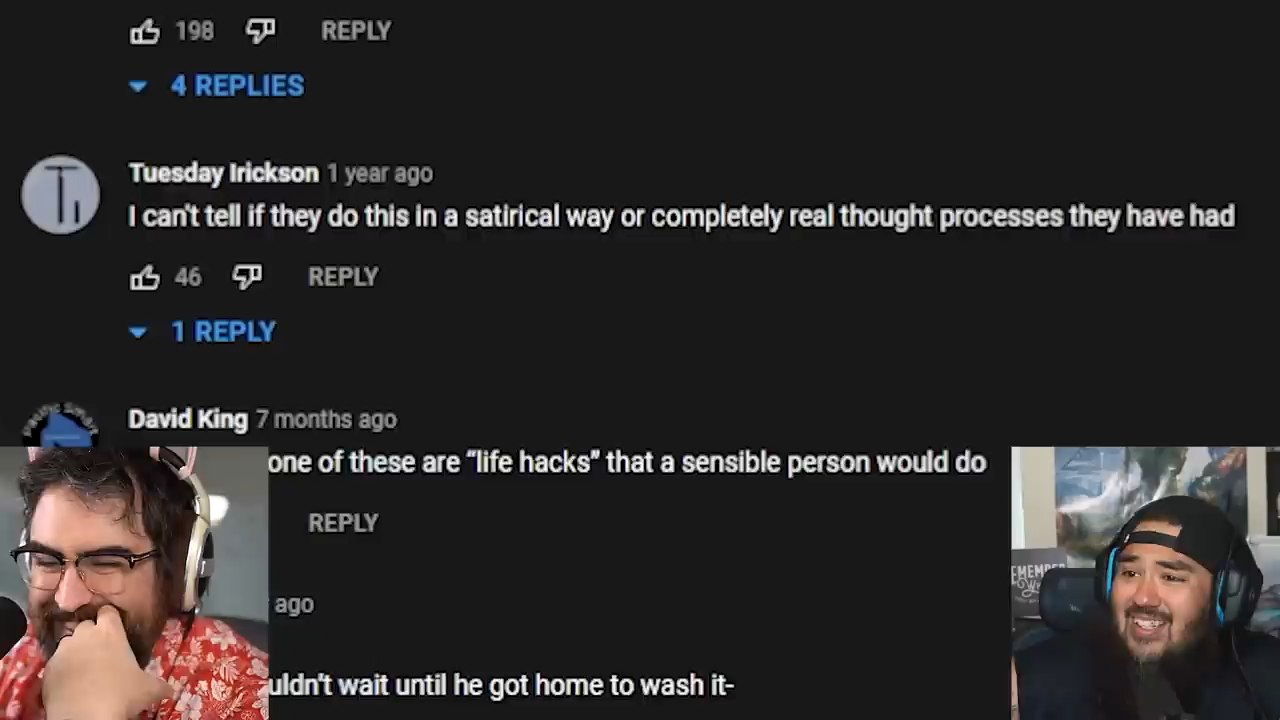 198 REPLY
4 REPLIES
Tuesday Irickson 1 year ago
I can't tell if they do this in a satirical way or completely real thought processes they have had
46 REPLY
1 REPLY
David King 7 months ago
one of these are “life hacks” that a sensible person would do
REPLY
ago
uldn't wait until he got home to wash it-